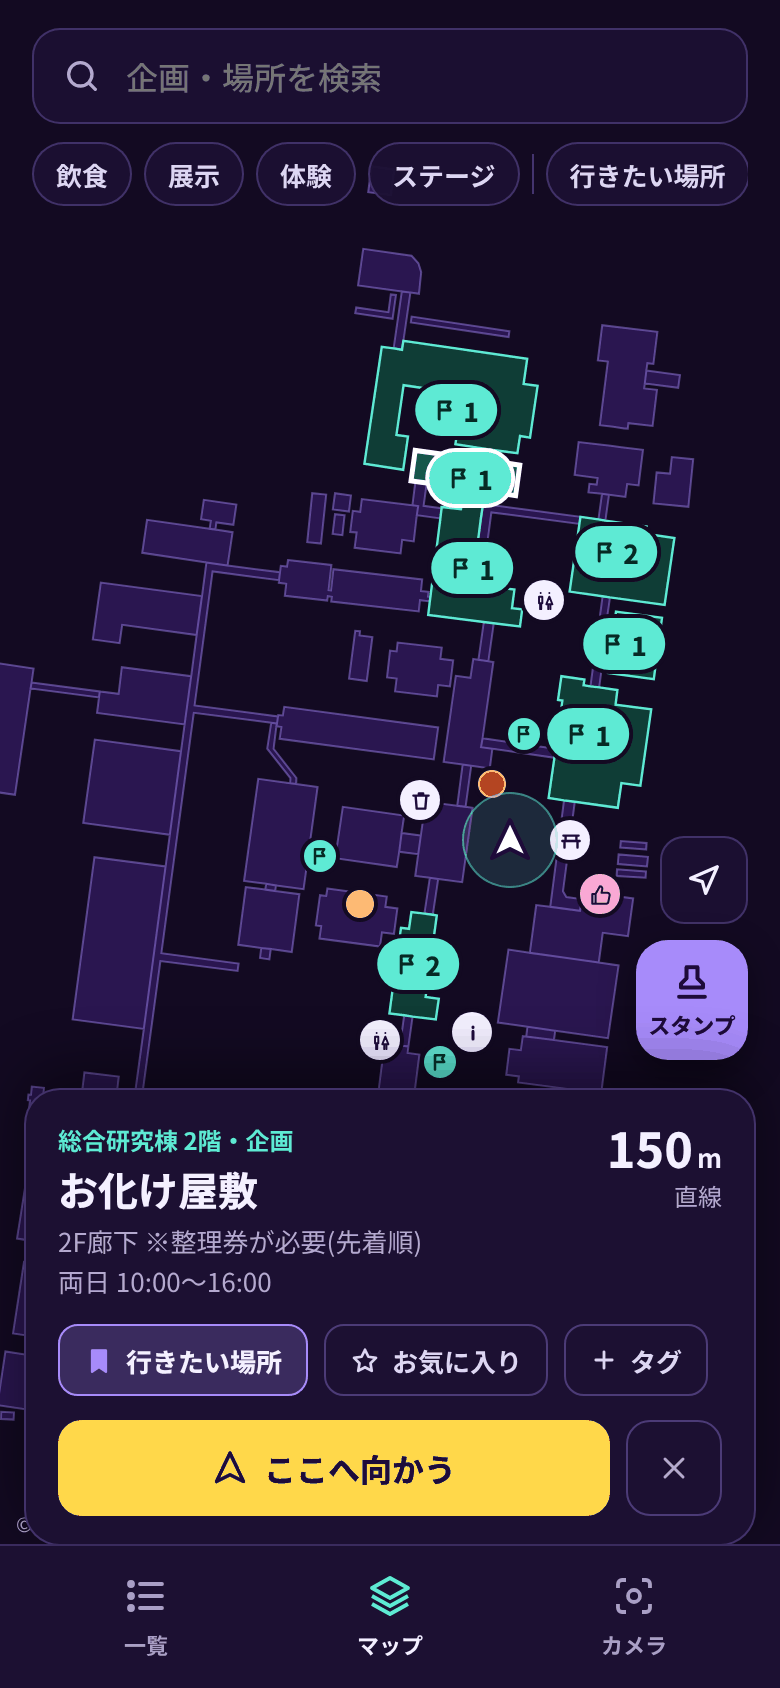 企画・場所を検索
飲食 展示 体験 ステージ 行きたい場所
1
1
1
2
1
1
2
スタンプ
総合研究棟 2階・企画
お化け屋敷
150m
直線
2F廊下 ※整理券が必要(先着順)
両日 10:00〜16:00
行きたい場所 お気に入り タグ
ここへ向かう
©
一覧 マップ カメラ